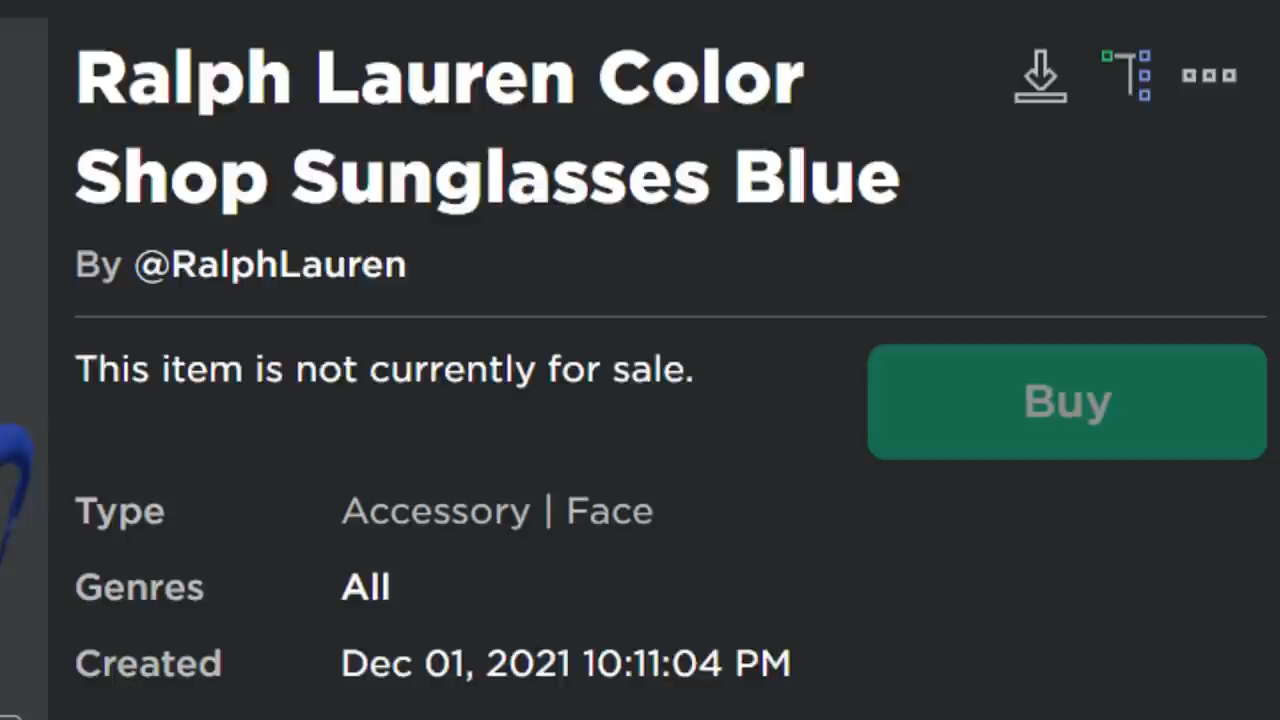 Ralph Lauren Color
Shop Sunglasses Blue
By @RalphLauren
This item is not currently for sale.
Buy
Type Accessory | Face
Genres All
Created Dec 01, 2021 10:11:04 PM